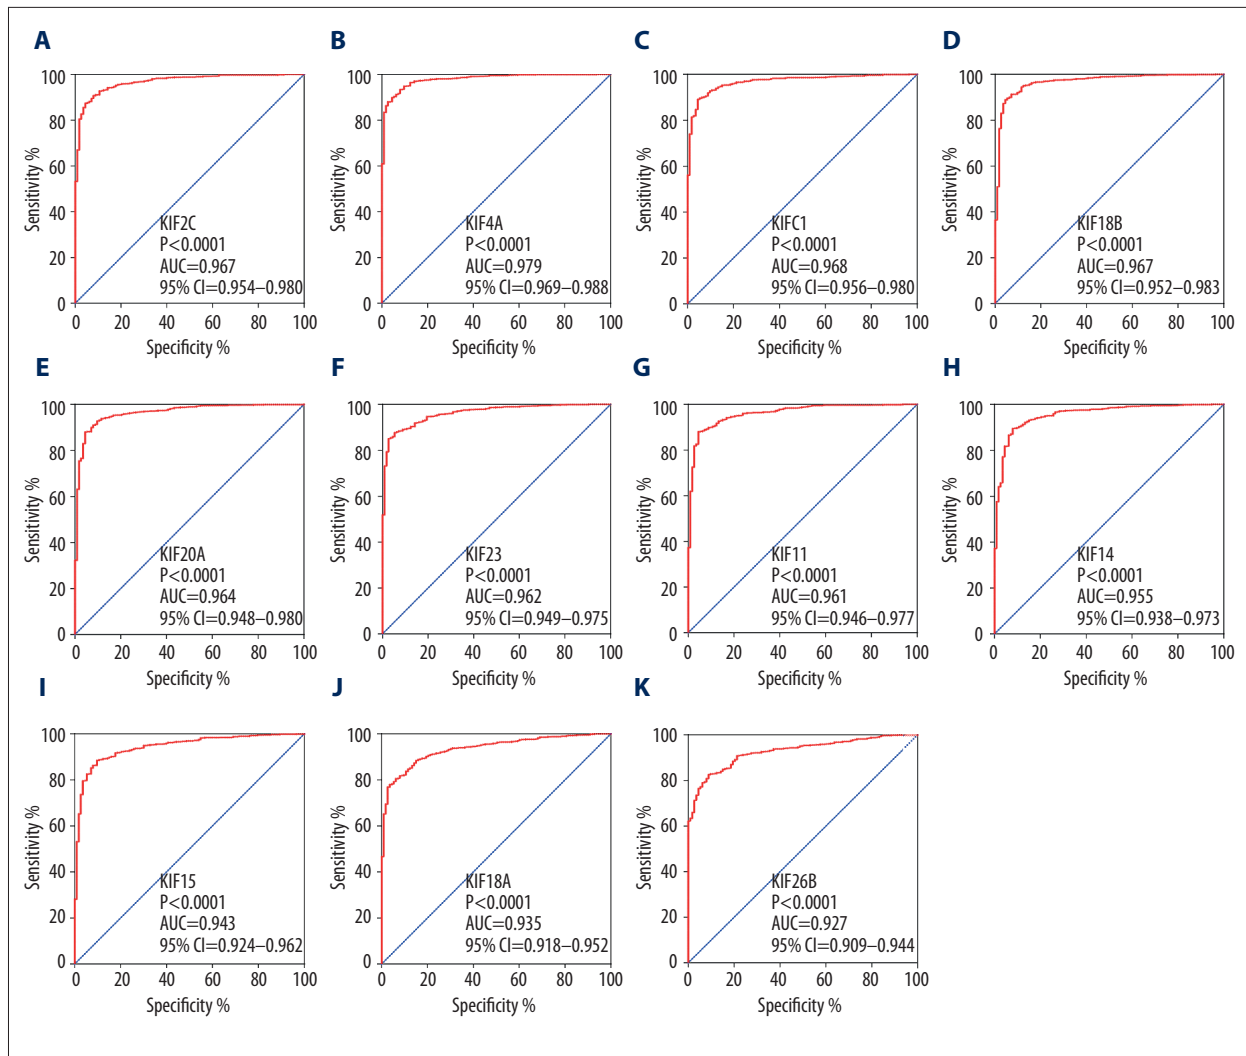 A
100
80
60
40
20
0
Sensitivity %
KIF2C
P<0.0001
AUC=0.967
95% CI=0.954–0.980
0 20 40 60 80 100
Specificity %
B
100
80
60
40
20
0
Sensitivity %
KIF4A
P<0.0001
AUC=0.979
95% CI=0.969–0.988
0 20 40 60 80 100
Specificity %
C
100
80
60
40
20
0
Sensitivity %
KIFC1
P<0.0001
AUC=0.968
95% CI=0.956–0.980
0 20 40 60 80 100
Specificity %
D
100
80
60
40
20
0
Sensitivity %
KIF18B
P<0.0001
AUC=0.967
95% CI=0.952–0.983
0 20 40 60 80 100
Specificity %
E
100
80
60
40
20
0
Sensitivity %
KIF20A
P<0.0001
AUC=0.964
95% CI=0.948–0.980
0 20 40 60 80 100
Specificity %
F
100
80
60
40
20
0
Sensitivity %
KIF23
P<0.0001
AUC=0.962
95% CI=0.949–0.975
0 20 40 60 80 100
Specificity %
G
100
80
60
40
20
0
Sensitivity %
KIF11
P<0.0001
AUC=0.961
95% CI=0.946–0.977
0 20 40 60 80 100
Specificity %
H
100
80
60
40
20
0
Sensitivity %
KIF14
P<0.0001
AUC=0.955
95% CI=0.938–0.973
0 20 40 60 80 100
Specificity %
I
100
80
60
40
20
0
Sensitivity %
KIF15
P<0.0001
AUC=0.943
95% CI=0.924–0.962
0 20 40 60 80 100
Specificity %
J
100
80
60
40
20
0
Sensitivity %
KIF18A
P<0.0001
AUC=0.935
95% CI=0.918–0.952
0 20 40 60 80 100
Specificity %
K
100
80
60
40
20
0
Sensitivity %
KIF26B
P<0.0001
AUC=0.927
95% CI=0.909–0.944
0 20 40 60 80 100
Specificity %